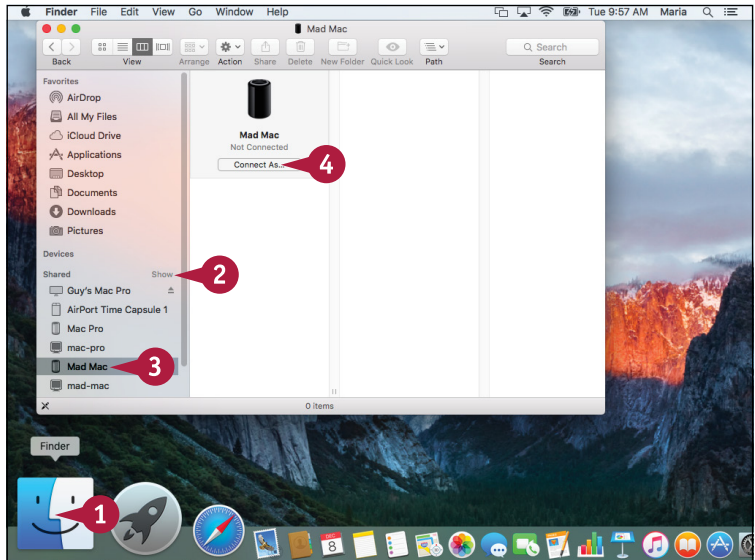 Finder File Edit View Go Window Help Tue 9:57 AM Maria
Mad Mac
Search
Back View Arrange Action Share Delete New Folder Quick Look Path Search
Favorites
AirDrop
All My Files
iCloud Drive
Applications
Desktop
Documents
Downloads
Pictures
Devices
Shared Show
Guy's Mac Pro
AirPort Time Capsule 1
Mac Pro
mac-pro
Mad Mac
mad-mac
Mad Mac
Not Connected
Connect As...
4
2
3
0 items
Finder
1
DEC
8